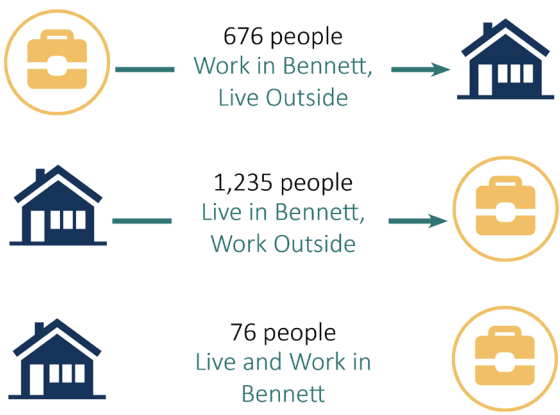 676 people
Work in Bennett,
Live Outside
1,235 people
Live in Bennett,
Work Outside
76 people
Live and Work in
Bennett